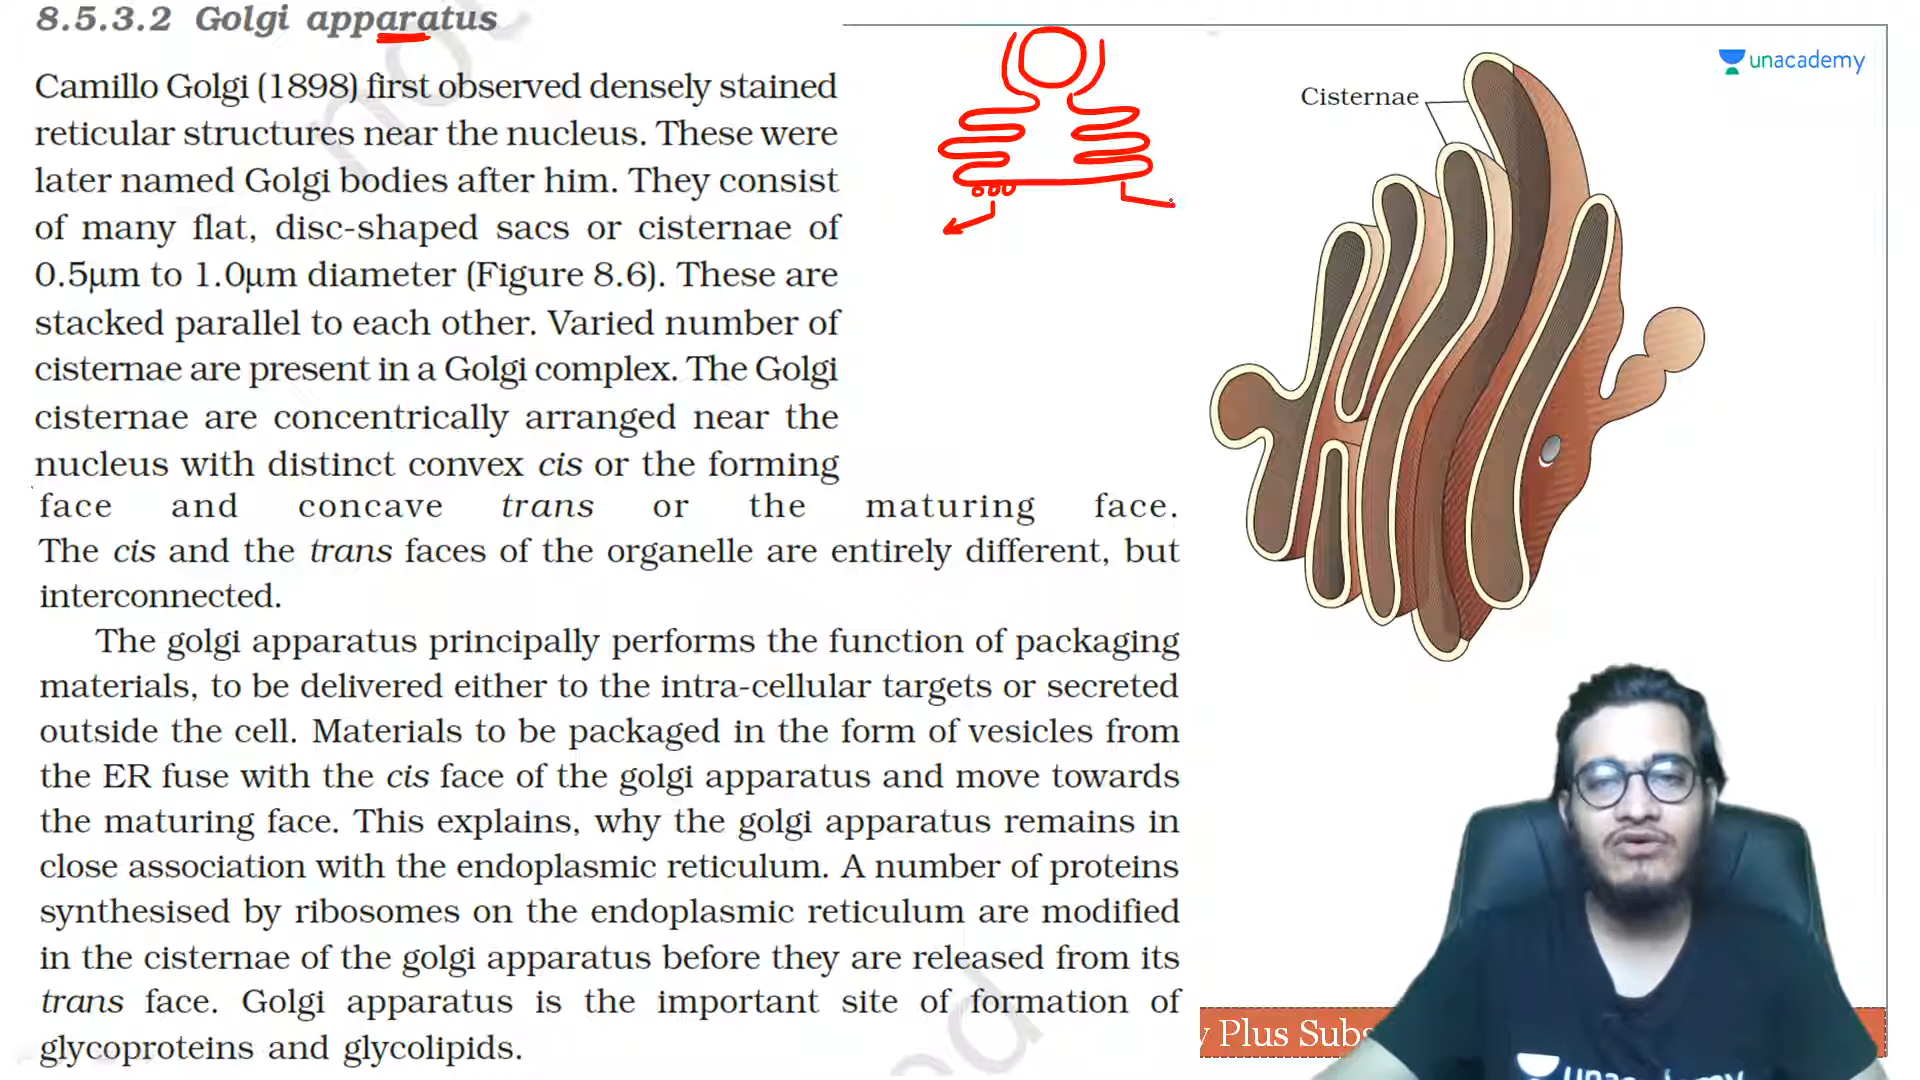 8.5.3.2 Golgi apparatus
Camillo Golgi (1898) first observed densely stained
reticular structures near the nucleus. These were
later named Golgi bodies after him. They consist
of many flat, disc-shaped sacs or cisternae of
0.5µm to 1.0µm diameter (Figure 8.6). These are
stacked parallel to each other. Varied number of
cisternae are present in a Golgi complex. The Golgi
cisternae are concentrically arranged near the
nucleus with distinct convex cis or the forming
face and concave trans or the maturing face.
The cis and the trans faces of the organelle are entirely different, but
interconnected.
The golgi apparatus principally performs the function of packaging
materials, to be delivered either to the intra-cellular targets or secreted
outside the cell. Materials to be packaged in the form of vesicles from
the ER fuse with the cis face of the golgi apparatus and move towards
the maturing face. This explains, why the golgi apparatus remains in
close association with the endoplasmic reticulum. A number of proteins
synthesised by ribosomes on the endoplasmic reticulum are modified
in the cisternae of the golgi apparatus before they are released from its
trans face. Golgi apparatus is the important site of formation of
glycoproteins and glycolipids.
Cisternae
unacademy
y Plus Subs
unacademy